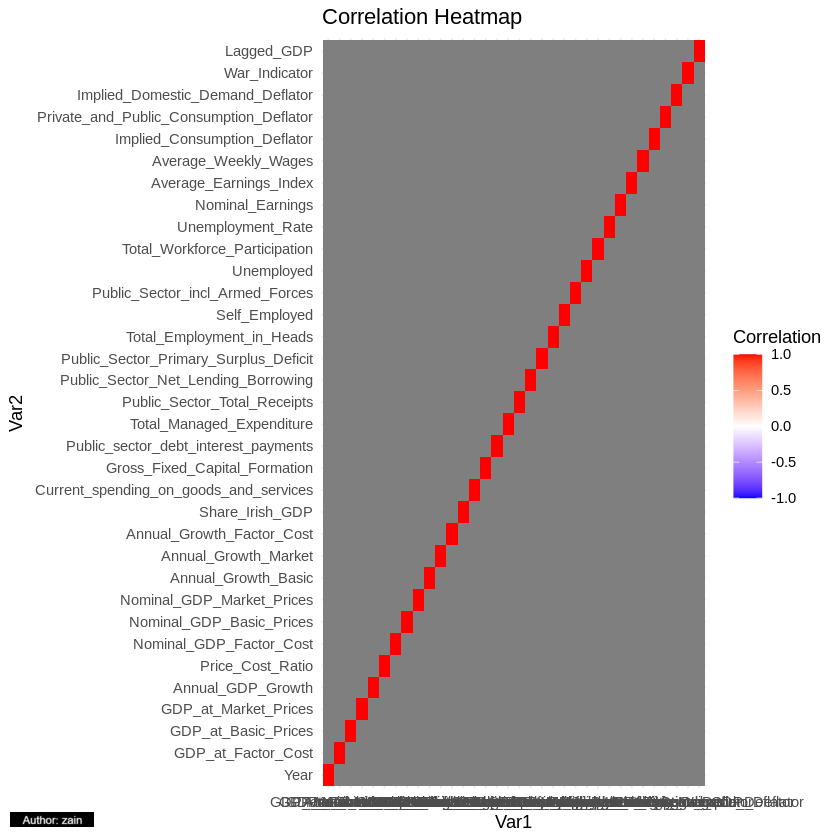 Correlation Heatmap
Lagged_GDP
War_Indicator
Implied_Domestic_Demand_Deflator
Private_and_Public_Consumption_Deflator
Implied_Consumption_Deflator
Average_Weekly_Wages
Average_Earnings_Index
Nominal_Earnings
Unemployment_Rate
Total_Workforce_Participation
Unemployed
Public_Sector_incl_Armed_Forces
Self_Employed
Total_Employment_in_Heads
Public_Sector_Primary_Surplus_Deficit
Public_Sector_Net_Lending_Borrowing
Public_Sector_Total_Receipts
Total_Managed_Expenditure
Public_sector_debt_interest_payments
Gross_Fixed_Capital_Formation
Current_spending_on_goods_and_services
Share_Irish_GDP
Annual_Growth_Factor_Cost
Annual_Growth_Market
Annual_Growth_Basic
Nominal_GDP_Market_Prices
Nominal_GDP_Basic_Prices
Nominal_GDP_Factor_Cost
Price_Cost_Ratio
Annual_GDP_Growth
GDP_at_Market_Prices
GDP_at_Basic_Prices
GDP_at_Factor_Cost
Year
Var2
Var1
Correlation
1.0
0.5
0.0
-0.5
-1.0
Author: zain